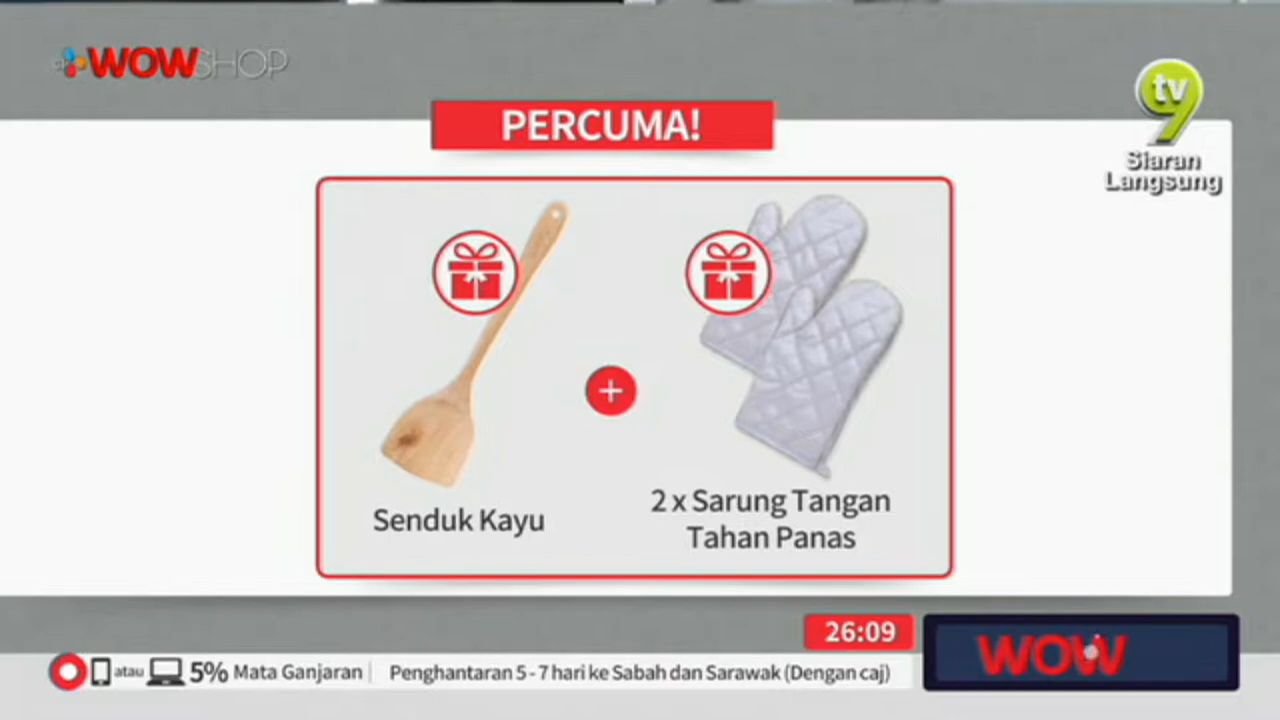 WOWSHOP
tv9
Siaran
Langsung
PERCUMA!
Senduk Kayu
2 x Sarung Tangan
Tahan Panas
26:09
WOW
atau 5% Mata Ganjaran | Penghantaran 5 - 7 hari ke Sabah dan Sarawak (Dengan caj)